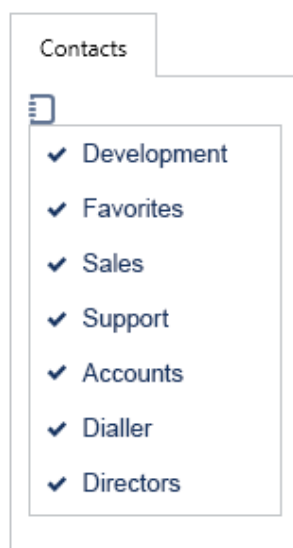 Contacts
Development
Favorites
Sales
Support
Accounts
Dialler
Directors